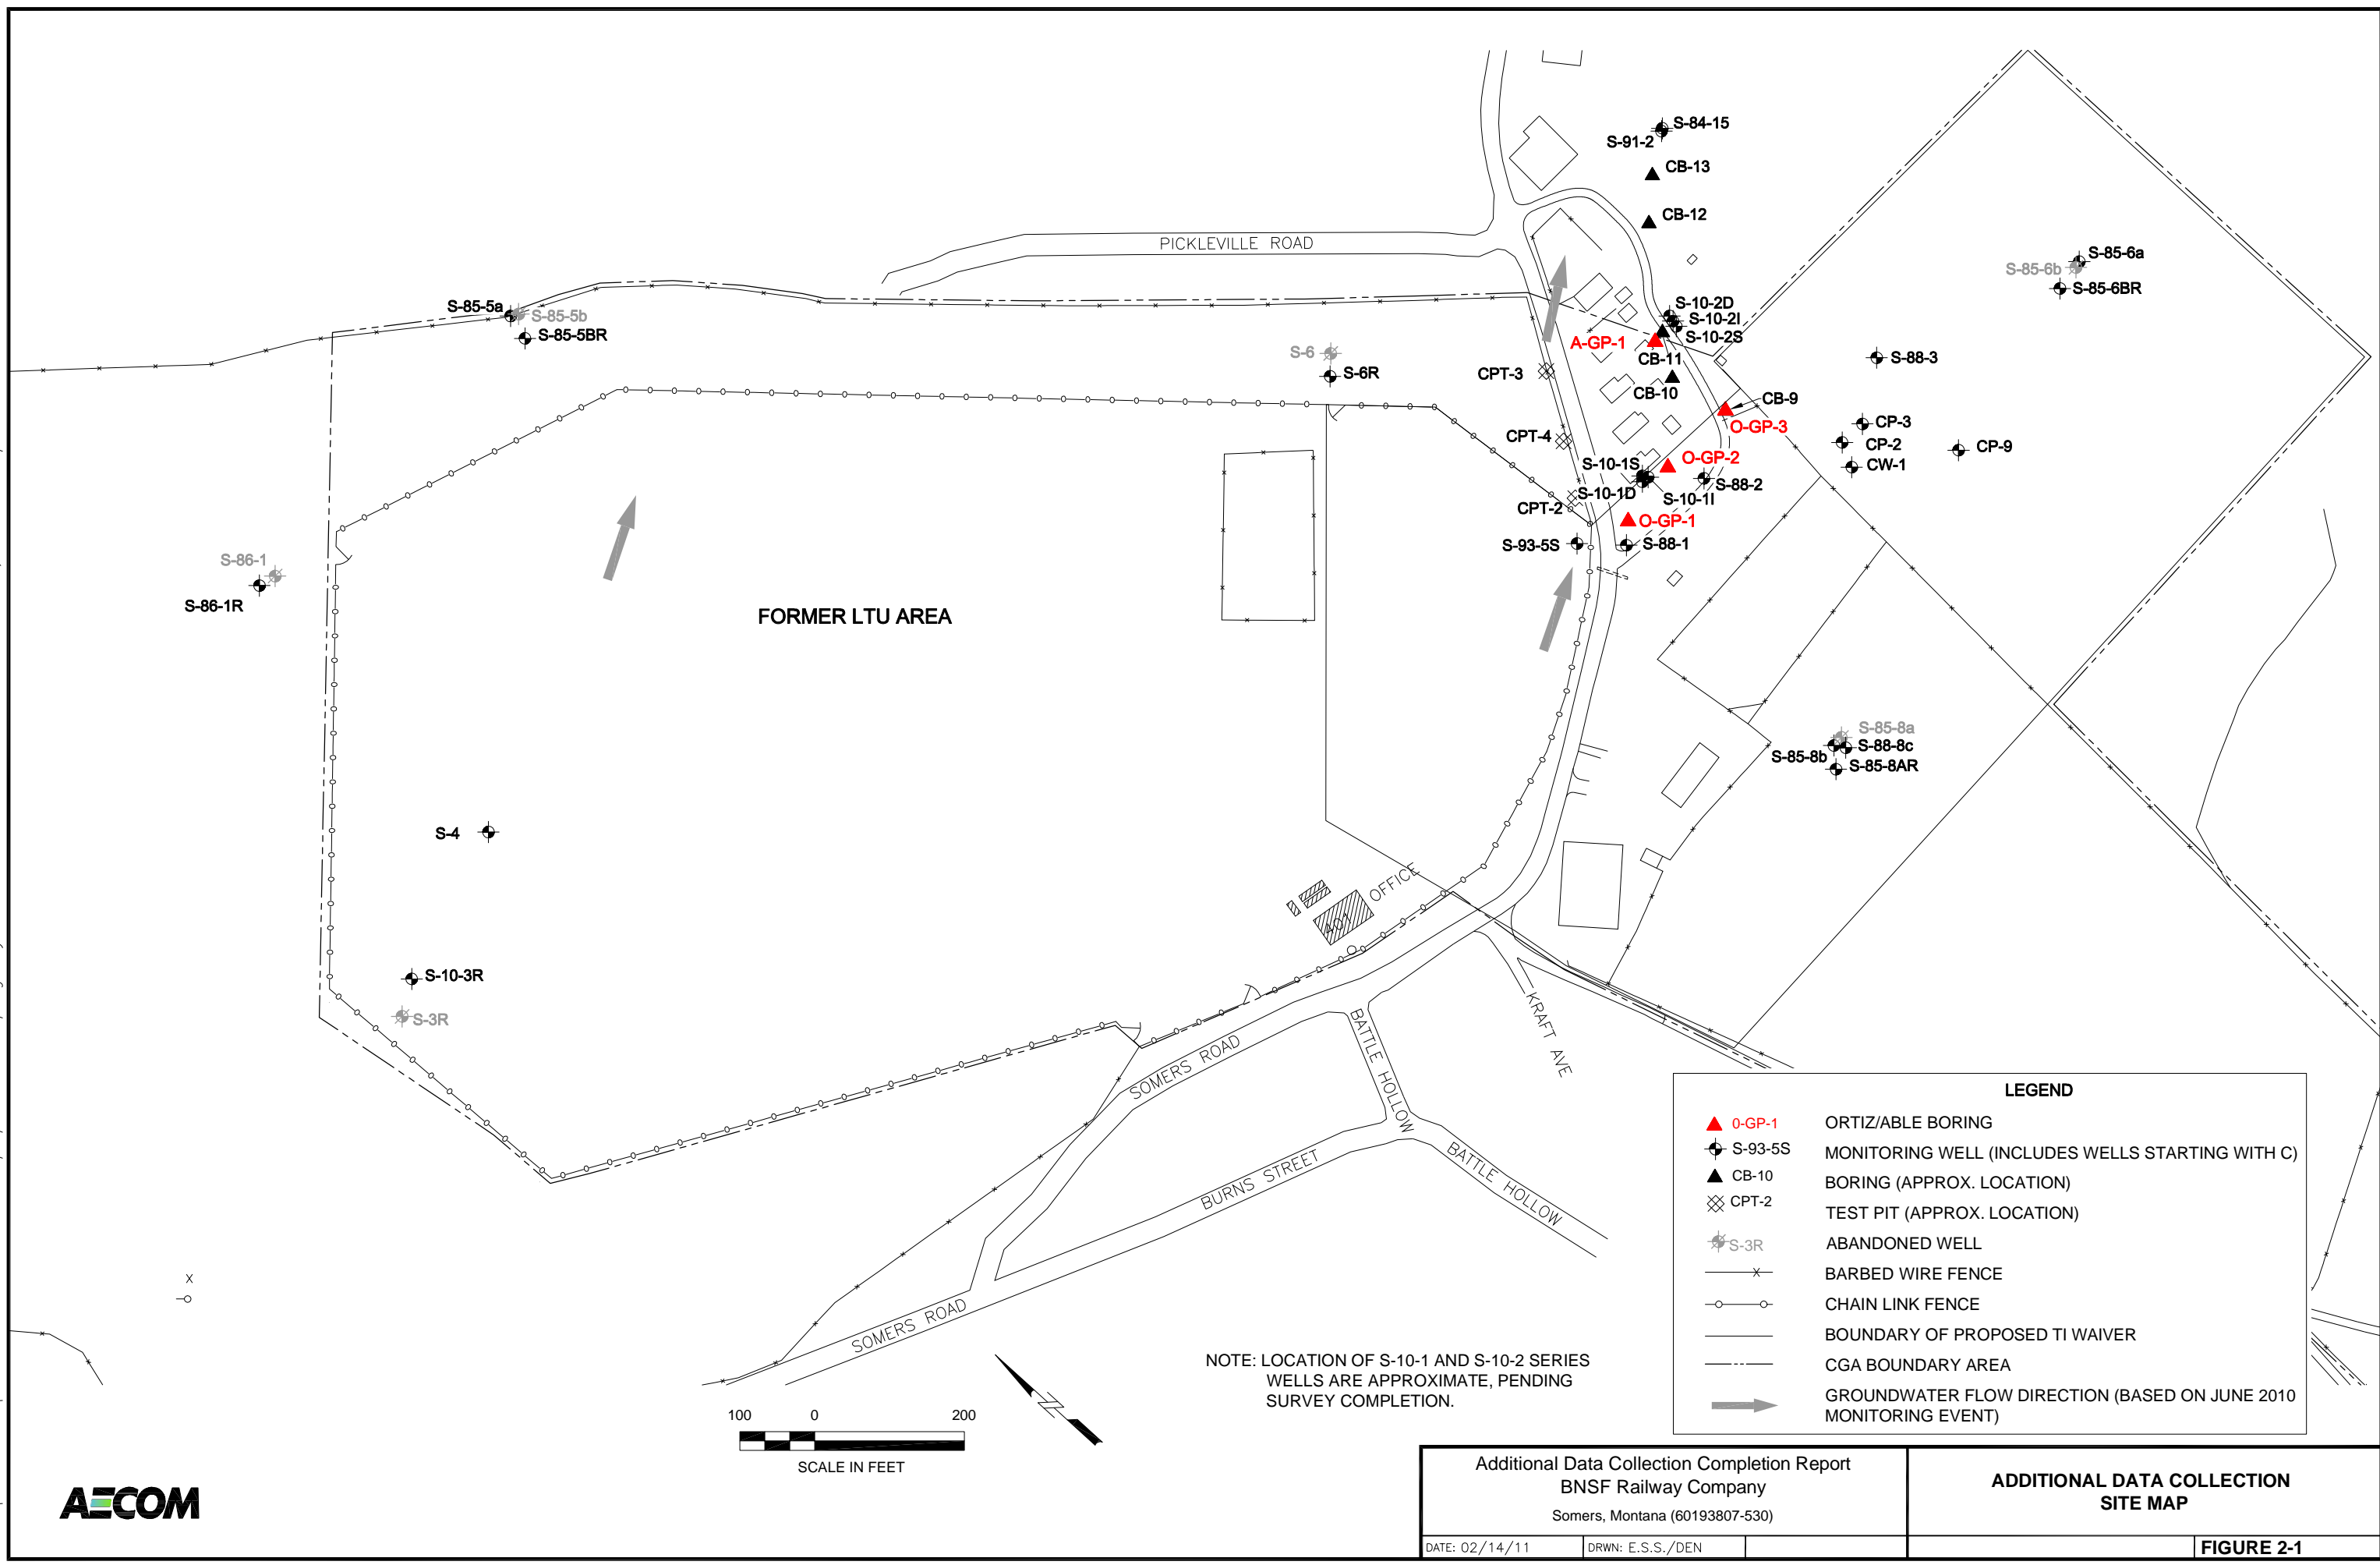 S-84-15
S-91-2
CB-13
CB-12
PICKLEVILLE ROAD
S-85-6a
S-85-6b
S-85-6BR
S-85-5a
S-85-5b
S-85-5BR
S-10-2D
S-10-2I
S-10-2S
A-GP-1
CB-11
S-6
S-6R
CPT-3
CB-10
S-88-3
CB-9
O-GP-3
CP-3
CP-2
CP-9
CW-1
CPT-4
O-GP-2
S-10-1S
S-88-2
S-10-1D
S-10-1I
CPT-2
O-GP-1
S-93-5S
S-88-1
S-86-1
S-86-1R
FORMER LTU AREA
S-85-8a
S-88-8c
S-85-8b
S-85-8AR
S-4
OFFICE
101
S-10-3R
S-3R
KRAFT AVE
BATTLE HOLLOW
SOMERS ROAD
BURNS STREET
BATTLE HOLLOW
SOMERS ROAD
X
LEGEND
0-GP-1 ORTIZ/ABLE BORING
S-93-5S MONITORING WELL (INCLUDES WELLS STARTING WITH C)
CB-10 BORING (APPROX. LOCATION)
CPT-2 TEST PIT (APPROX. LOCATION)
S-3R ABANDONED WELL
X BARBED WIRE FENCE
CHAIN LINK FENCE
BOUNDARY OF PROPOSED TI WAIVER
CGA BOUNDARY AREA
GROUNDWATER FLOW DIRECTION (BASED ON JUNE 2010
MONITORING EVENT)
NOTE: LOCATION OF S-10-1 AND S-10-2 SERIES
WELLS ARE APPROXIMATE, PENDING
SURVEY COMPLETION.
100 0 200
SCALE IN FEET
N
AECOM
Additional Data Collection Completion Report
BNSF Railway Company
Somers, Montana (60193807-530)
ADDITIONAL DATA COLLECTION
SITE MAP
DATE: 02/14/11 DRWN: E.S.S./DEN
FIGURE 2-1